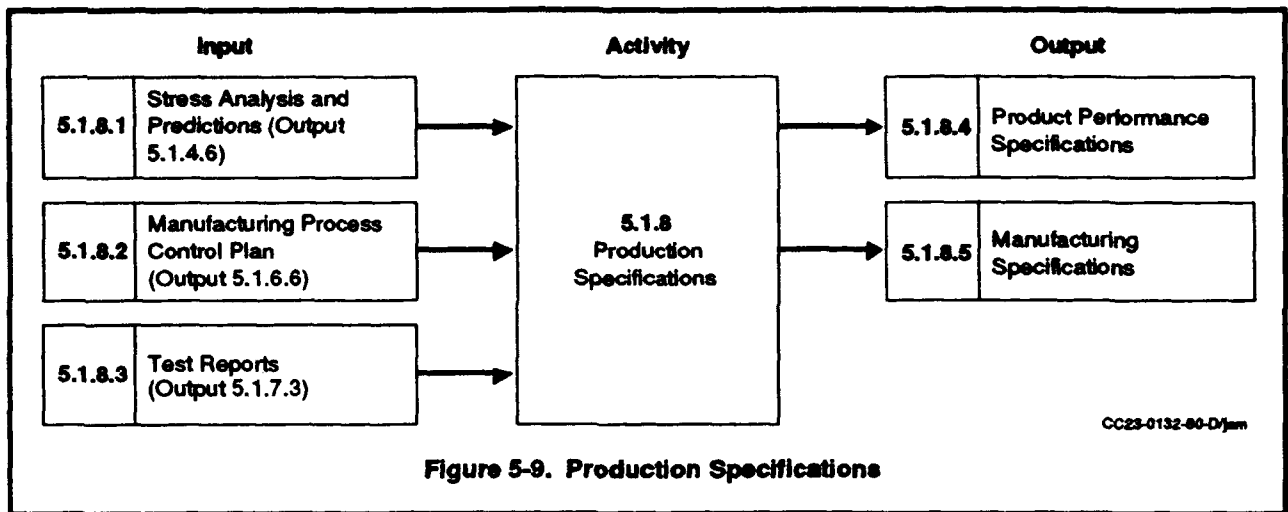 Input
Activity
Output
5.1.8.1
Stress Analysis and
Predictions (Output
5.1.4.6)
5.1.8.2
Manufacturing Process
Control Plan
(Output 5.1.6.6)
5.1.8.3
Test Reports
(Output 5.1.7.3)
5.1.8
Production
Specifications
5.1.8.4
Product Performance
Specifications
5.1.8.5
Manufacturing
Specifications
CC23-0132-80-D/jam
Figure 5-9. Production Specifications